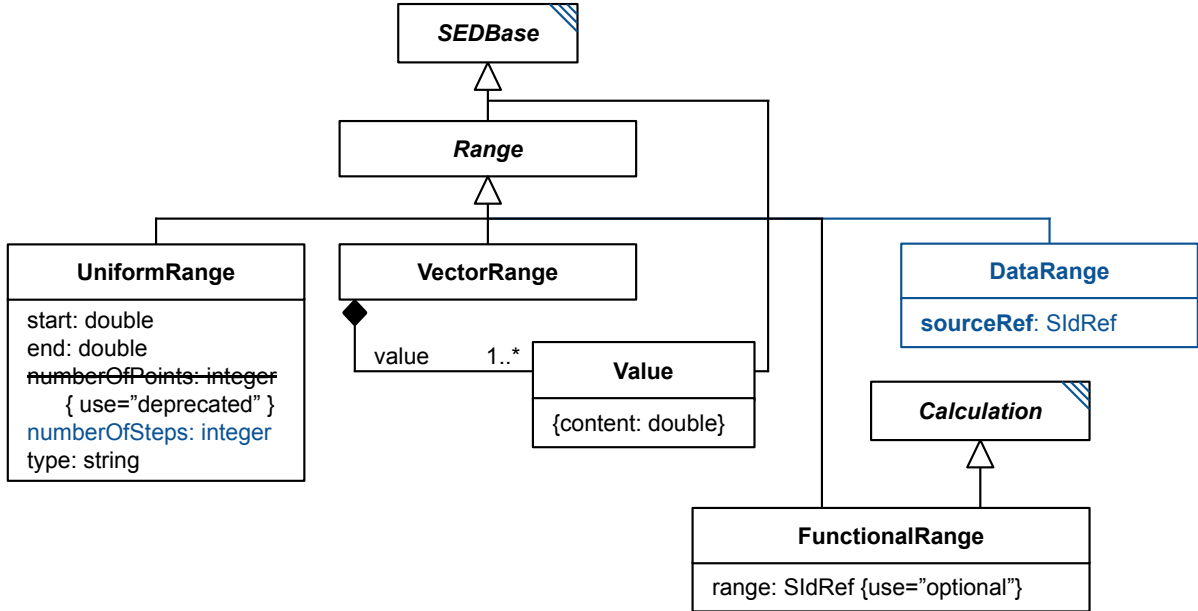 SEDBase
Range
UniformRange
start: double
end: double
numberOfPoints: integer
{ use=”deprecated” }
numberOfSteps: integer
type: string
VectorRange
value 1..*
Value
{content: double}
DataRange
sourceRef: SIdRef
Calculation
FunctionalRange
range: SIdRef {use=”optional”}